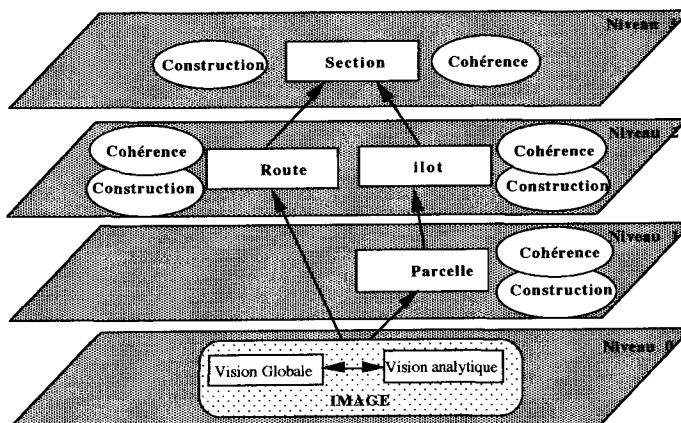 Niveau 3
Construction
Section
Cohérence
Niveau 2
Cohérence
Construction
Route
ilot
Cohérence
Construction
Niveau 1
Parcelle
Cohérence
Construction
Niveau 0
Vision Globale
Vision analytique
IMAGE